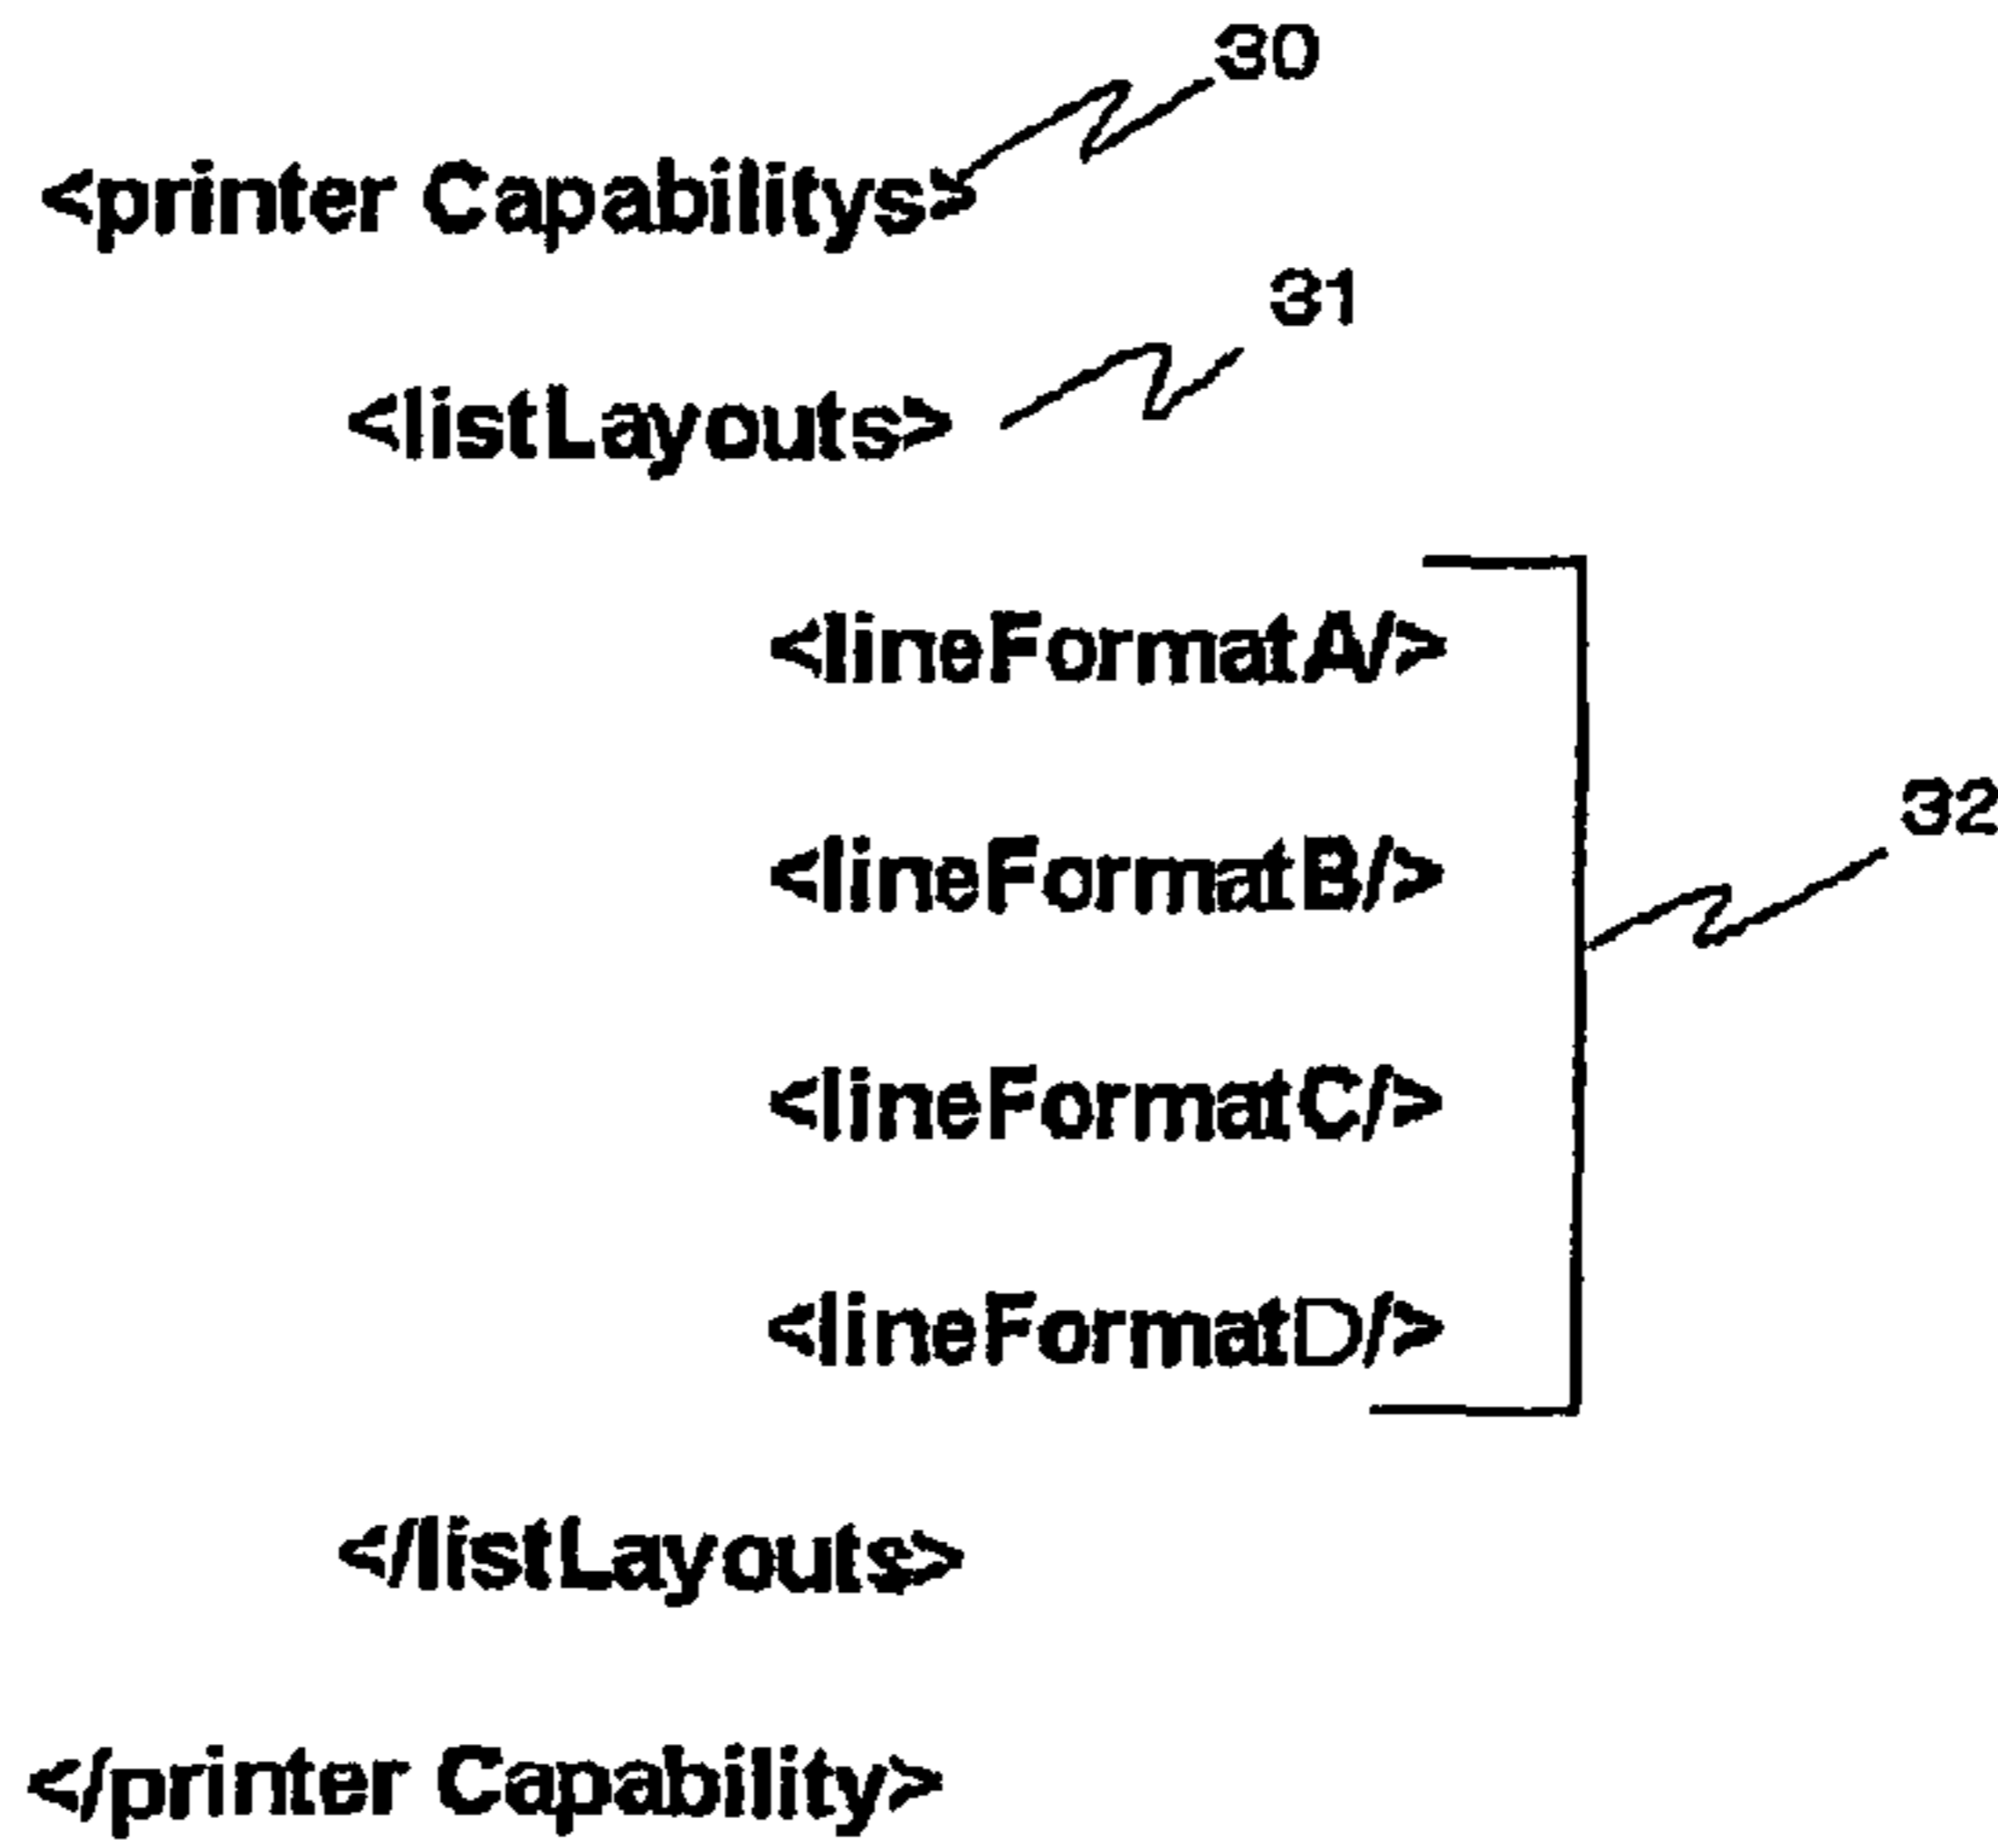 30
<printer Capabilitys>
31
<listLayouts>
<lineFormatA/>
32
<lineFormatB/>
<lineFormatC/>
<lineFormatD/>
</listLayouts>
</printer Capability>